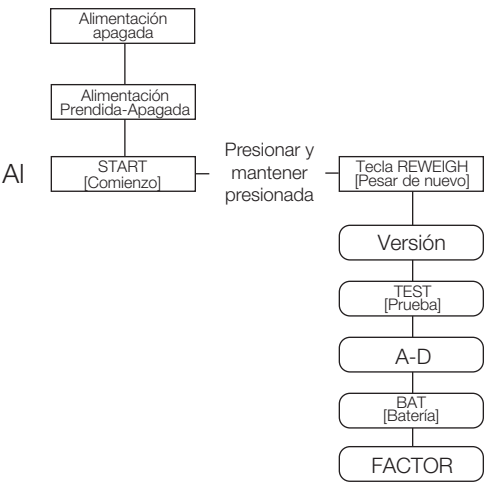 Alimentación
apagada
Alimentación
Prendida-Apagada
Al
START
[Comienzo]
Presionar y
mantener
presionada
Tecla REWEIGH
[Pesar de nuevo]
Versión
TEST
[Prueba]
A-D
BAT
[Batería]
FACTOR